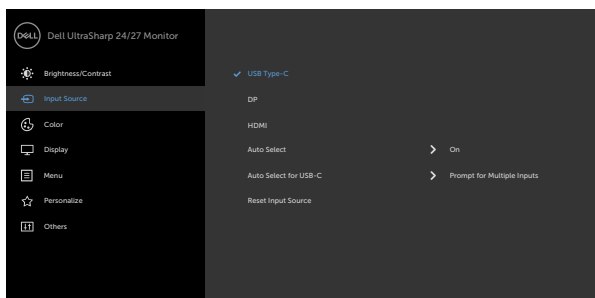 DELL Dell UltraSharp 24/27 Monitor
Brightness/Contrast
Input Source
Color
Display
Menu
Personalize
Others
USB Type-C
DP
HDMI
Auto Select On
Auto Select for USB-C Prompt for Multiple Inputs
Reset Input Source